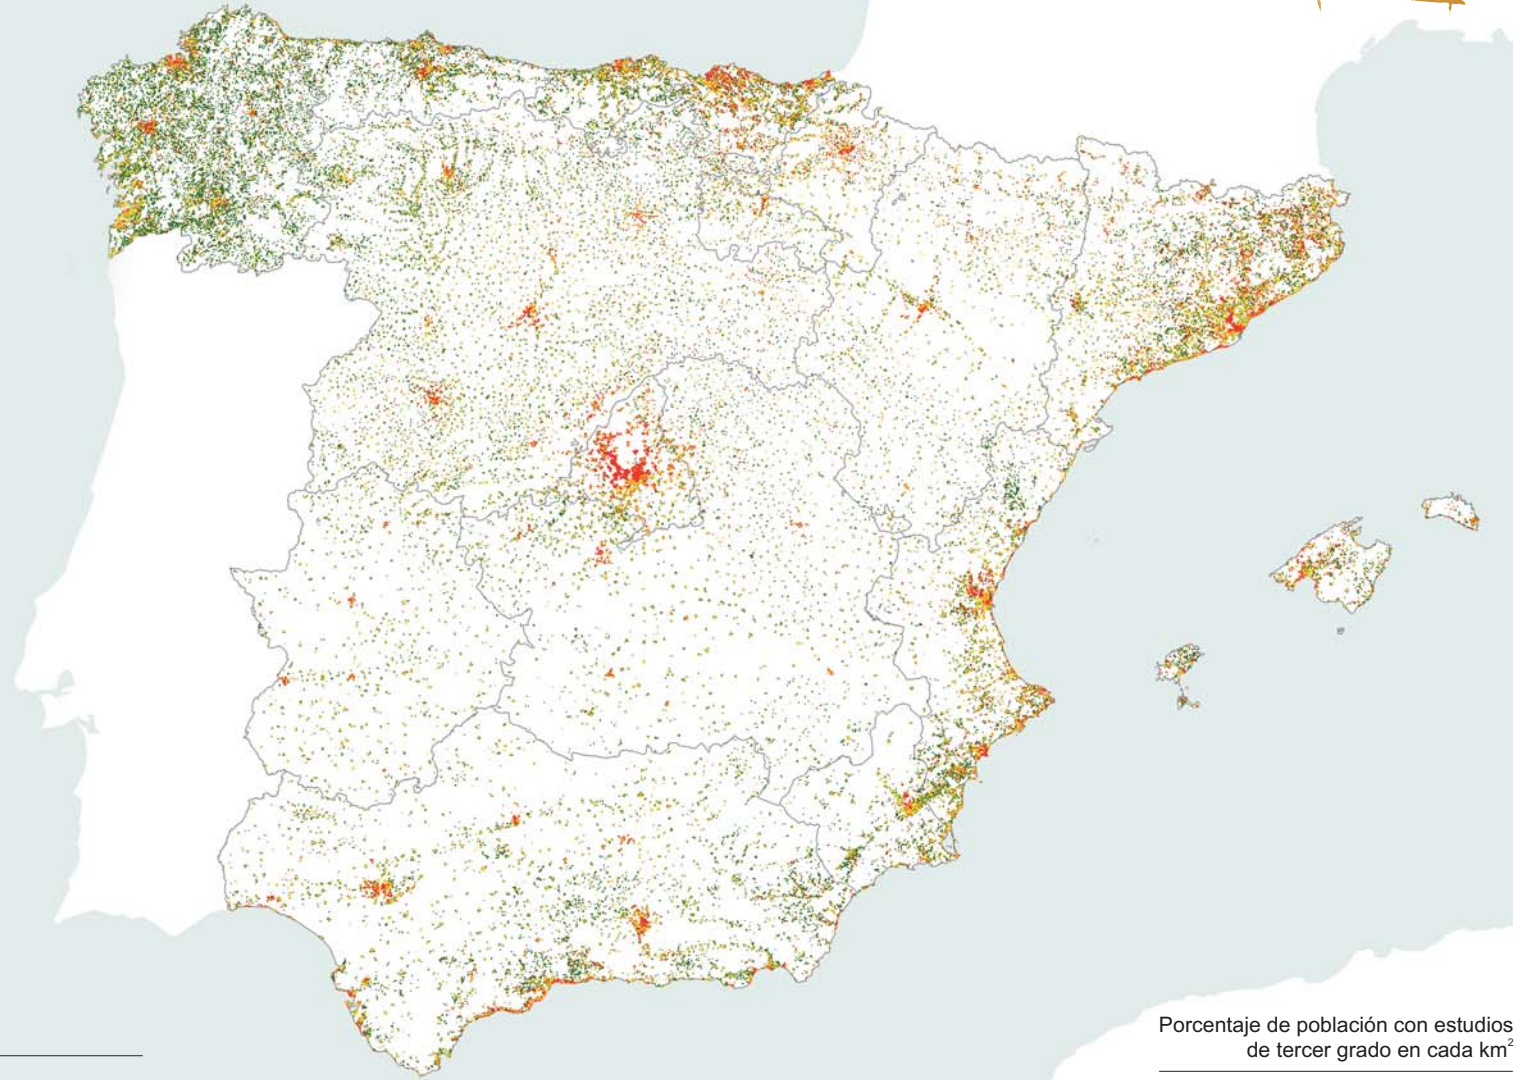 Porcentaje de población con estudios
de tercer grado en cada km²